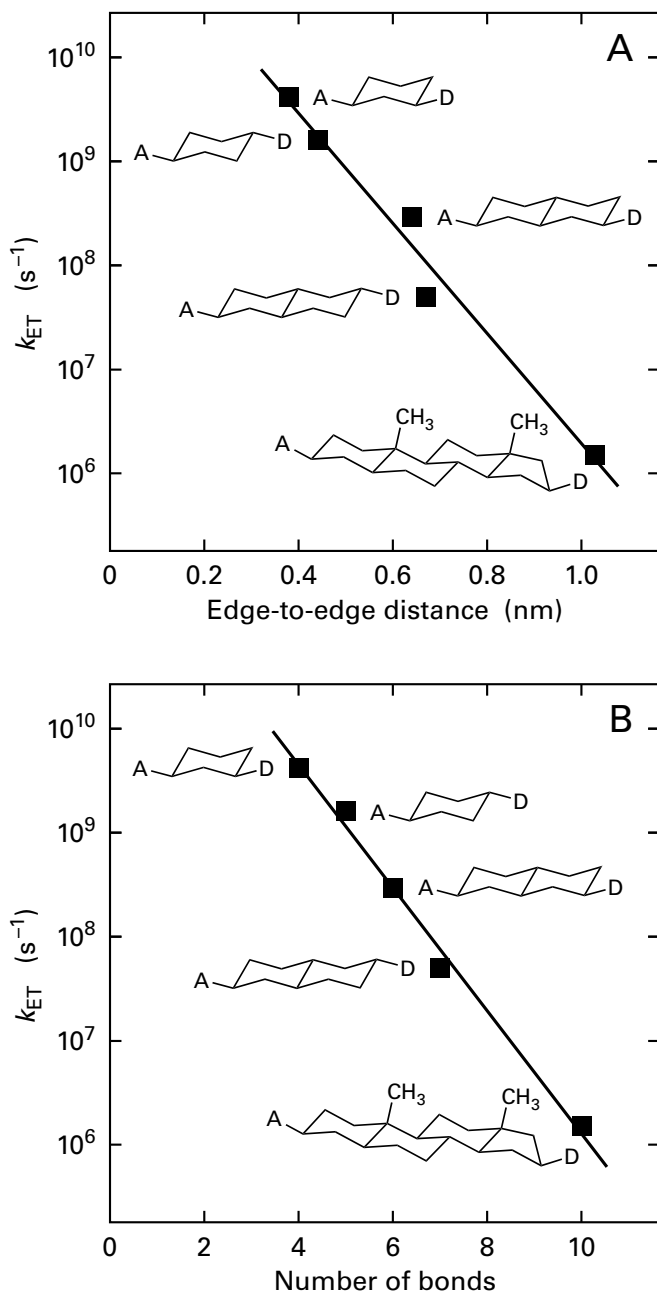 A
10¹⁰
A D
A D
10⁹
A D
10⁸
A D
k_ET (s⁻¹)
10⁷
CH₃ CH₃
A
D
10⁶
0 0.2 0.4 0.6 0.8 1.0
Edge-to-edge distance (nm)
B
10¹⁰
A D
A D
10⁹
A D
10⁸
A D
k_ET (s⁻¹)
10⁷
CH₃ CH₃
A
D
10⁶
0 2 4 6 8 10
Number of bonds